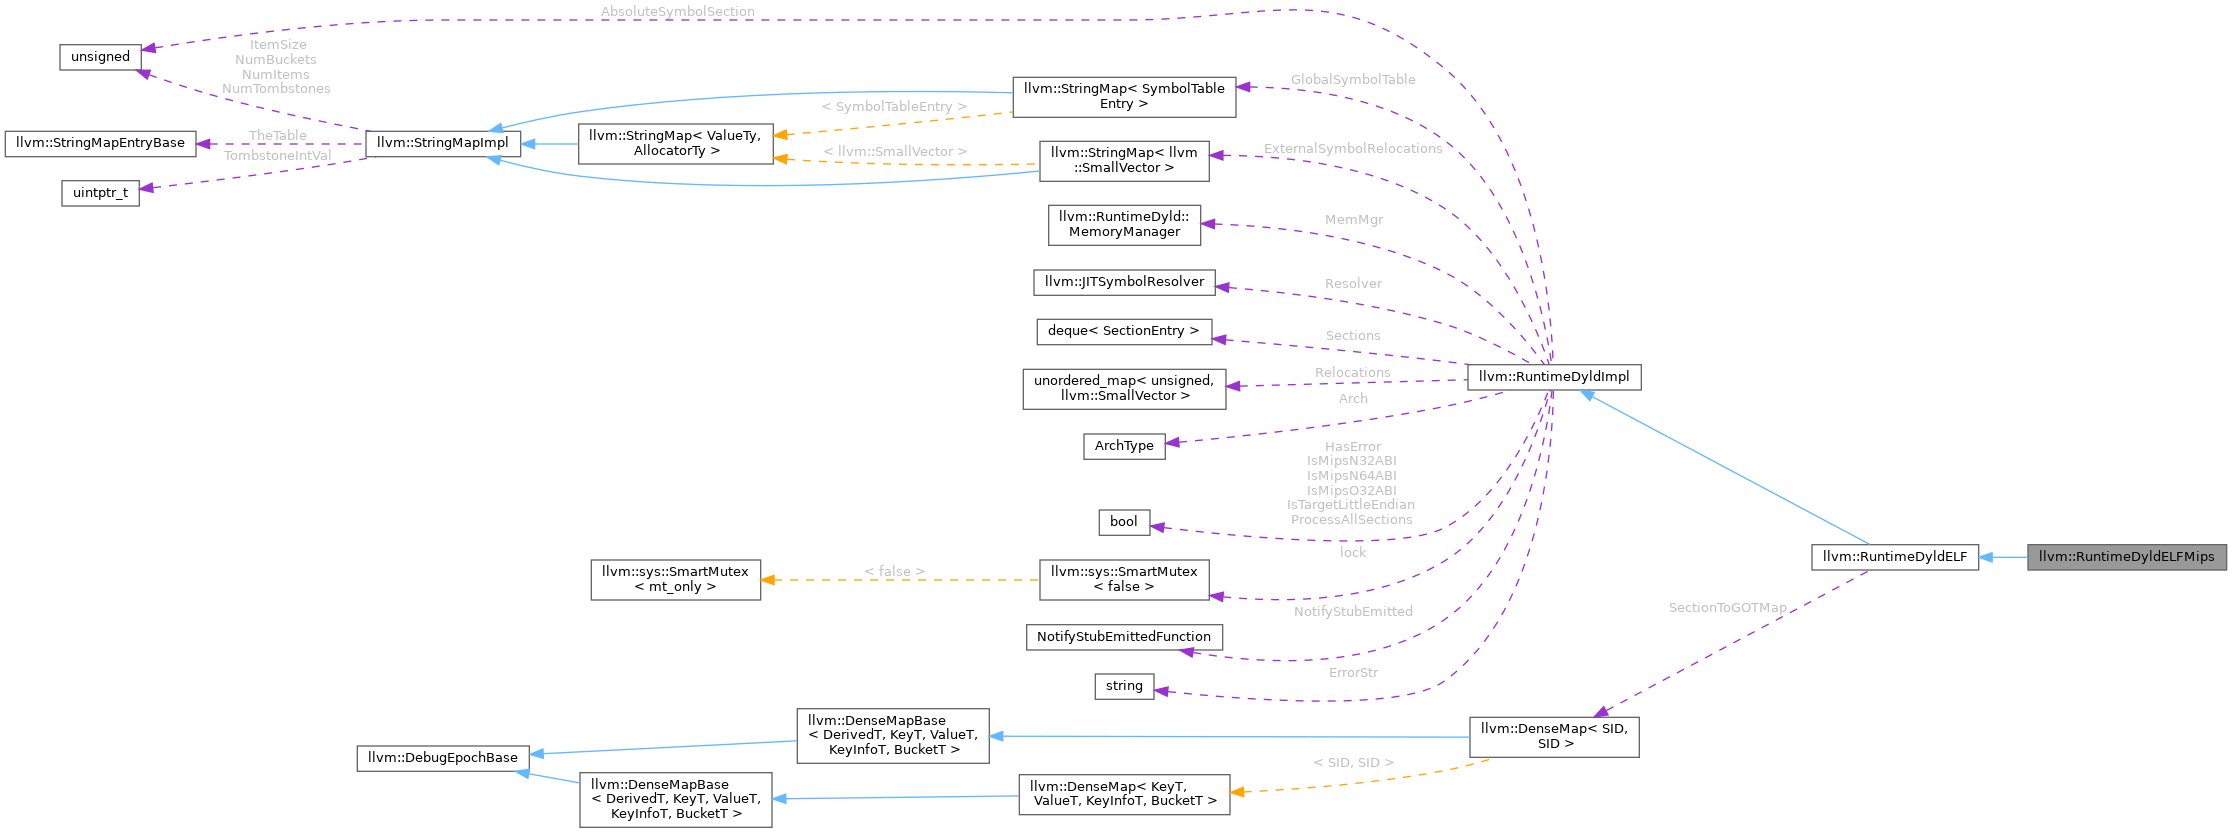 AbsoluteSymbolSection
unsigned
ItemSize
NumBuckets
NumItems
NumTombstones
llvm::StringMapEntryBase
TheTable
TombstoneIntVal
uintptr_t
llvm::StringMapImpl
llvm::StringMap< ValueTy,
AllocatorTy >
< SymbolTableEntry >
< llvm::SmallVector >
llvm::StringMap< SymbolTable
Entry >
GlobalSymbolTable
llvm::StringMap< llvm
::SmallVector >
ExternalSymbolRelocations
llvm::RuntimeDyld::
MemoryManager
MemMgr
llvm::JITSymbolResolver
Resolver
deque< SectionEntry >
Sections
unordered_map< unsigned,
llvm::SmallVector >
Relocations
llvm::RuntimeDyldImpl
ArchType
Arch
HasError
IsMipsN32ABI
IsMipsN64ABI
IsMipsO32ABI
IsTargetLittleEndian
ProcessAllSections
bool
lock
llvm::sys::SmartMutex
< mt_only >
< false >
llvm::sys::SmartMutex
< false >
llvm::RuntimeDyldELF
llvm::RuntimeDyldELFMips
NotifyStubEmitted
NotifyStubEmittedFunction
SectionToGOTMap
ErrorStr
string
llvm::DenseMapBase
< DerivedT, KeyT, ValueT,
KeyInfoT, BucketT >
llvm::DenseMap< SID,
SID >
llvm::DebugEpochBase
< SID, SID >
llvm::DenseMapBase
< DerivedT, KeyT, ValueT,
KeyInfoT, BucketT >
llvm::DenseMap< KeyT,
ValueT, KeyInfoT, BucketT >